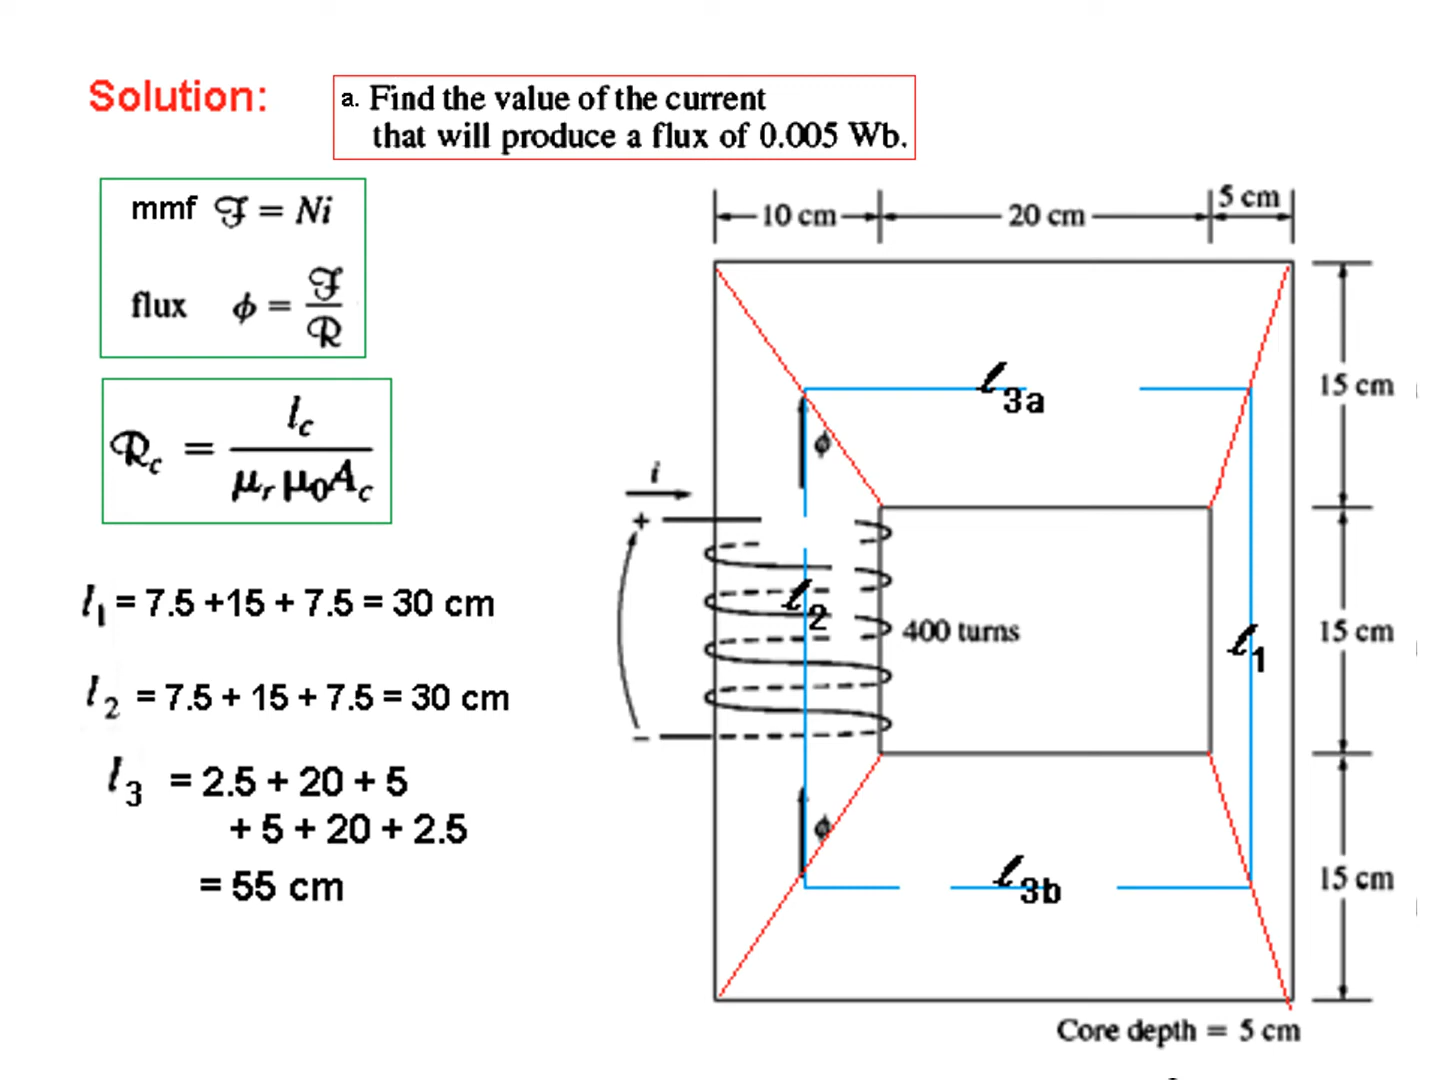 Solution:
a. Find the value of the current
that will produce a flux of 0.005 Wb.
mmf ℱ = Ni
flux ϕ = ℱ / ℛ
ℛc = lc / μr μ0Ac
l1 = 7.5 +15 + 7.5 = 30 cm
l2 = 7.5 + 15 + 7.5 = 30 cm
l3 = 2.5 + 20 + 5
+ 5 + 20 + 2.5
= 55 cm
10 cm
20 cm
5 cm
ℓ3a
15 cm
ϕ
i
+
ℓ2
400 turns
ℓ1
15 cm
−
ϕ
ℓ3b
15 cm
Core depth = 5 cm